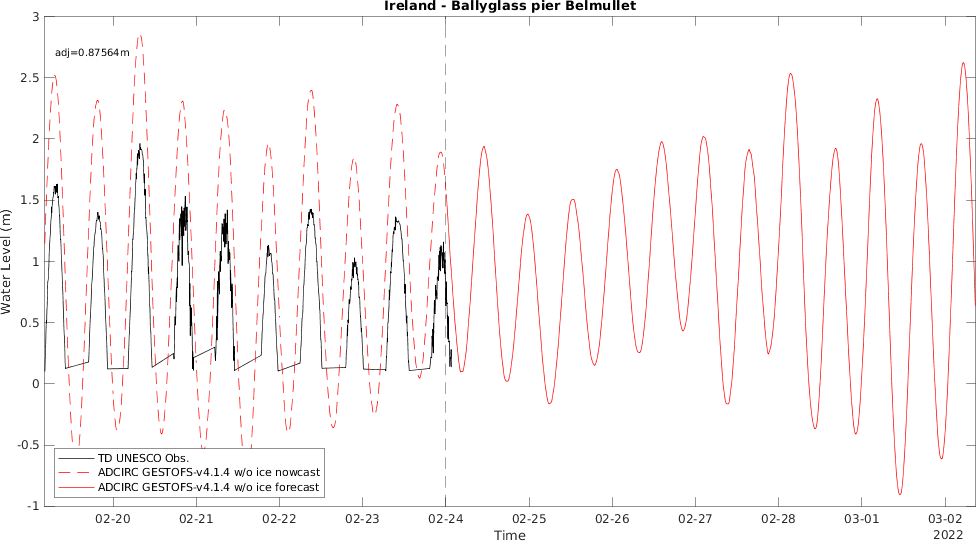 Ireland - Ballyglass pier Belmullet
adj=0.87564m
3
2.5
2
1.5
1
0.5
0
-0.5
-1
Water Level (m)
TD UNESCO Obs.
ADCIRC GESTOFS-v4.1.4 w/o ice nowcast
ADCIRC GESTOFS-v4.1.4 w/o ice forecast
02-20 02-21 02-22 02-23 02-24 02-25 02-26 02-27 02-28 03-01 03-02
Time
2022